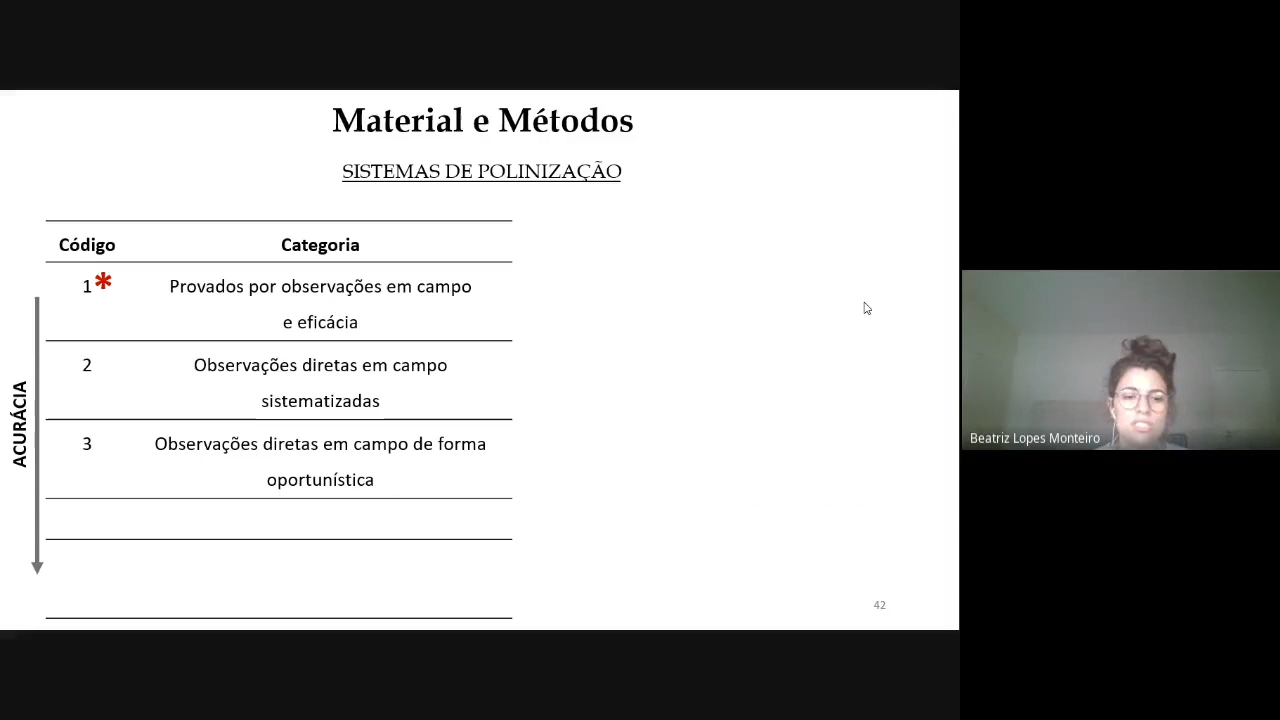 Material e Métodos
SISTEMAS DE POLINIZAÇÃO
Código Categoria
1* Provados por observações em campo
e eficácia
2 Observações diretas em campo
sistematizadas
3 Observações diretas em campo de forma
oportunística
ACURÁCIA
42
Beatriz Lopes Monteiro